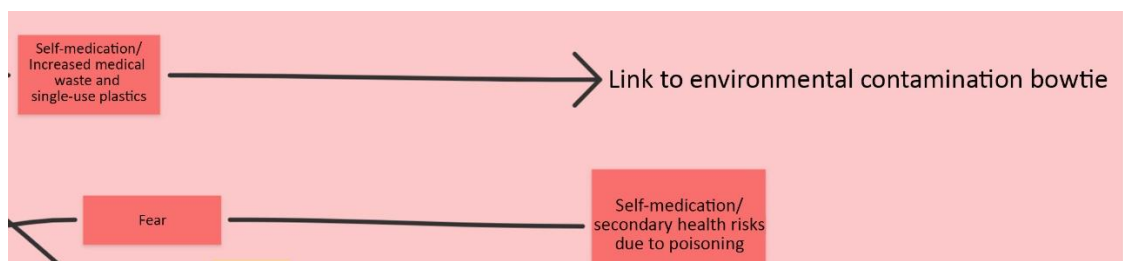 Self-medication/
Increased medical
waste and
single-use plastics
Link to environmental contamination bowtie
Fear
Self-medication/
secondary health risks
due to poisoning